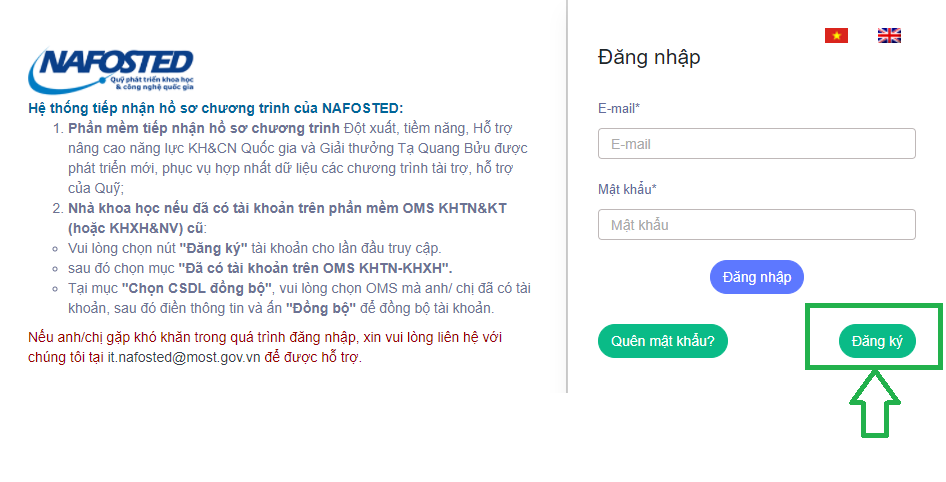 NAFOSTED
Quỹ phát triển khoa học
& công nghệ quốc gia
Hệ thống tiếp nhận hồ sơ chương trình của NAFOSTED:
1. Phần mềm tiếp nhận hồ sơ chương trình Đột xuất, tiềm năng, Hỗ trợ
nâng cao năng lực KH&CN Quốc gia và Giải thưởng Tạ Quang Bửu được
phát triển mới, phục vụ hợp nhất dữ liệu các chương trình tài trợ, hỗ trợ
của Quỹ;
2. Nhà khoa học nếu đã có tài khoản trên phần mềm OMS KHTN&KT
(hoặc KHXH&NV) cũ:
Vui lòng chọn nút "Đăng ký" tài khoản cho lần đầu truy cập.
sau đó chọn mục "Đã có tài khoản trên OMS KHTN-KHXH".
Tại mục "Chọn CSDL đồng bộ", vui lòng chọn OMS mà anh/ chị đã có tài
khoản, sau đó điền thông tin và ấn "Đồng bộ" để đồng bộ tài khoản.
Nếu anh/chị gặp khó khăn trong quá trình đăng nhập, xin vui lòng liên hệ với
chúng tôi tại it.nafosted@most.gov.vn để được hỗ trợ.
Đăng nhập
E-mail*
E-mail
Mật khẩu*
Mật khẩu
Đăng nhập
Quên mật khẩu?
Đăng ký